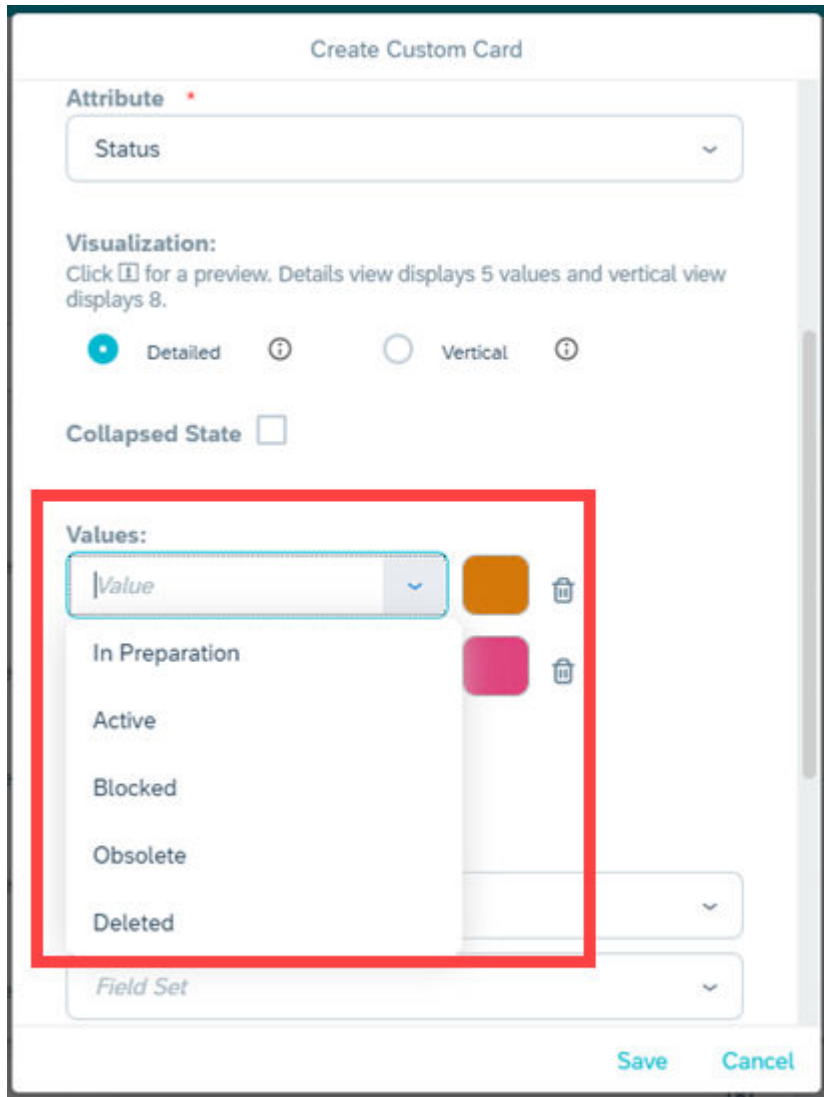 Create Custom Card
Attribute *
Status
Visualization:
Click ⓘ for a preview. Details view displays 5 values and vertical view
displays 8.
Detailed
Vertical
Collapsed State
Values:
Value
In Preparation
Active
Blocked
Obsolete
Deleted
Field Set
Save Cancel